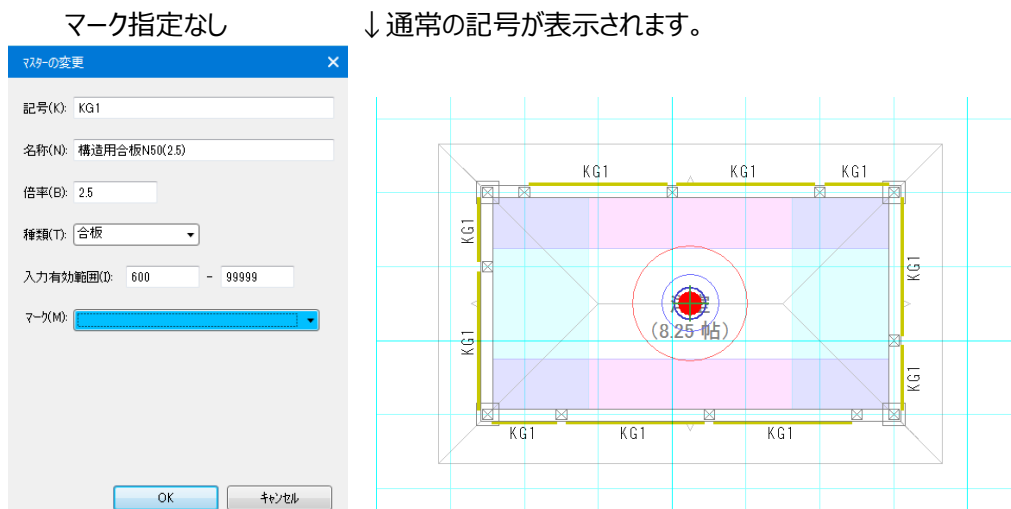 マーク指定なし
↓通常の記号が表示されます。
マスターの変更
記号(K): KG1
名称(N): 構造用合板N50(2.5)
倍率(B): 2.5
種類(T): 合板
入力有効範囲(I): 600 - 99999
マーク(M):
OK
キャンセル
KG1
KG1
KG1
KG1
KG1
KG1
KG1
(8.25 帖)
KG1
KG1
KG1